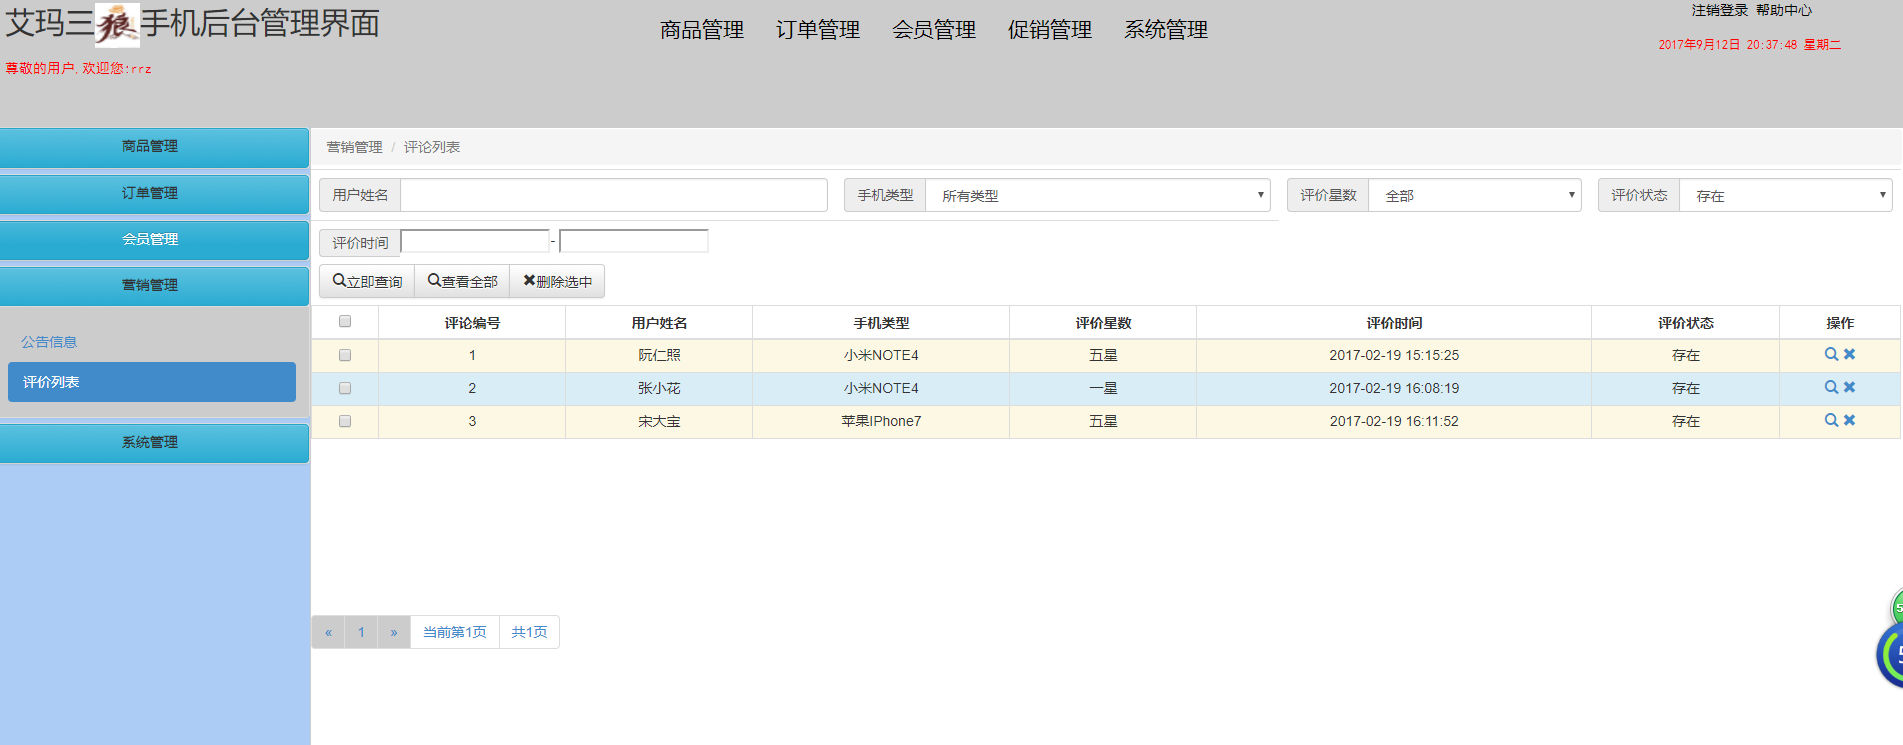 艾玛三狼手机后台管理界面
商品管理 订单管理 会员管理 促销管理 系统管理
注销登录 帮助中心
2017年9月12日 20:37:48 星期二
尊敬的用户,欢迎您:rrz
商品管理
订单管理
会员管理
营销管理
公告信息
评价列表
系统管理
营销管理 / 评论列表
用户姓名 手机类型 所有类型 评价星数 全部 评价状态 存在
评价时间 -
立即查询 查看全部 删除选中
评论编号 用户姓名 手机类型 评价星数 评价时间 评价状态 操作
1 阮仁照 小米NOTE4 五星 2017-02-19 15:15:25 存在
2 张小花 小米NOTE4 一星 2017-02-19 16:08:19 存在
3 宋大宝 苹果IPhone7 五星 2017-02-19 16:11:52 存在
« 1 » 当前第1页 共1页